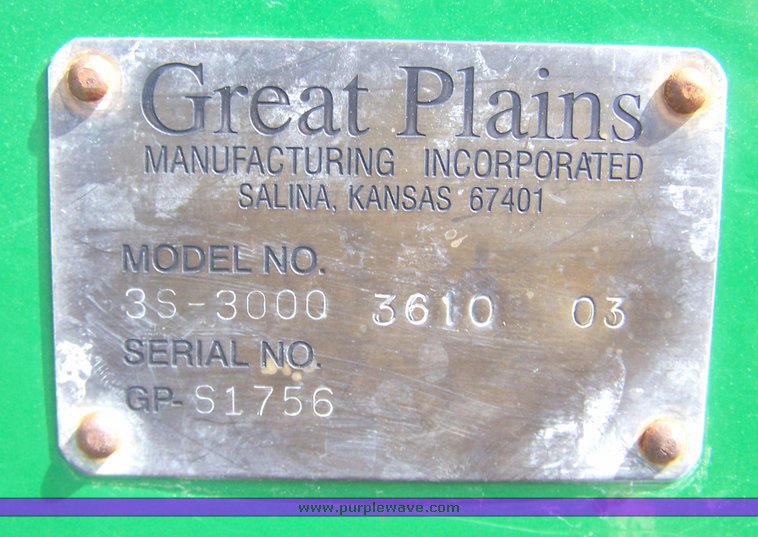 Great Plains
MANUFACTURING INCORPORATED
SALINA, KANSAS 67401
MODEL NO.
3S-3000 3610 03
SERIAL NO.
GP-S1756
www.purplewave.com